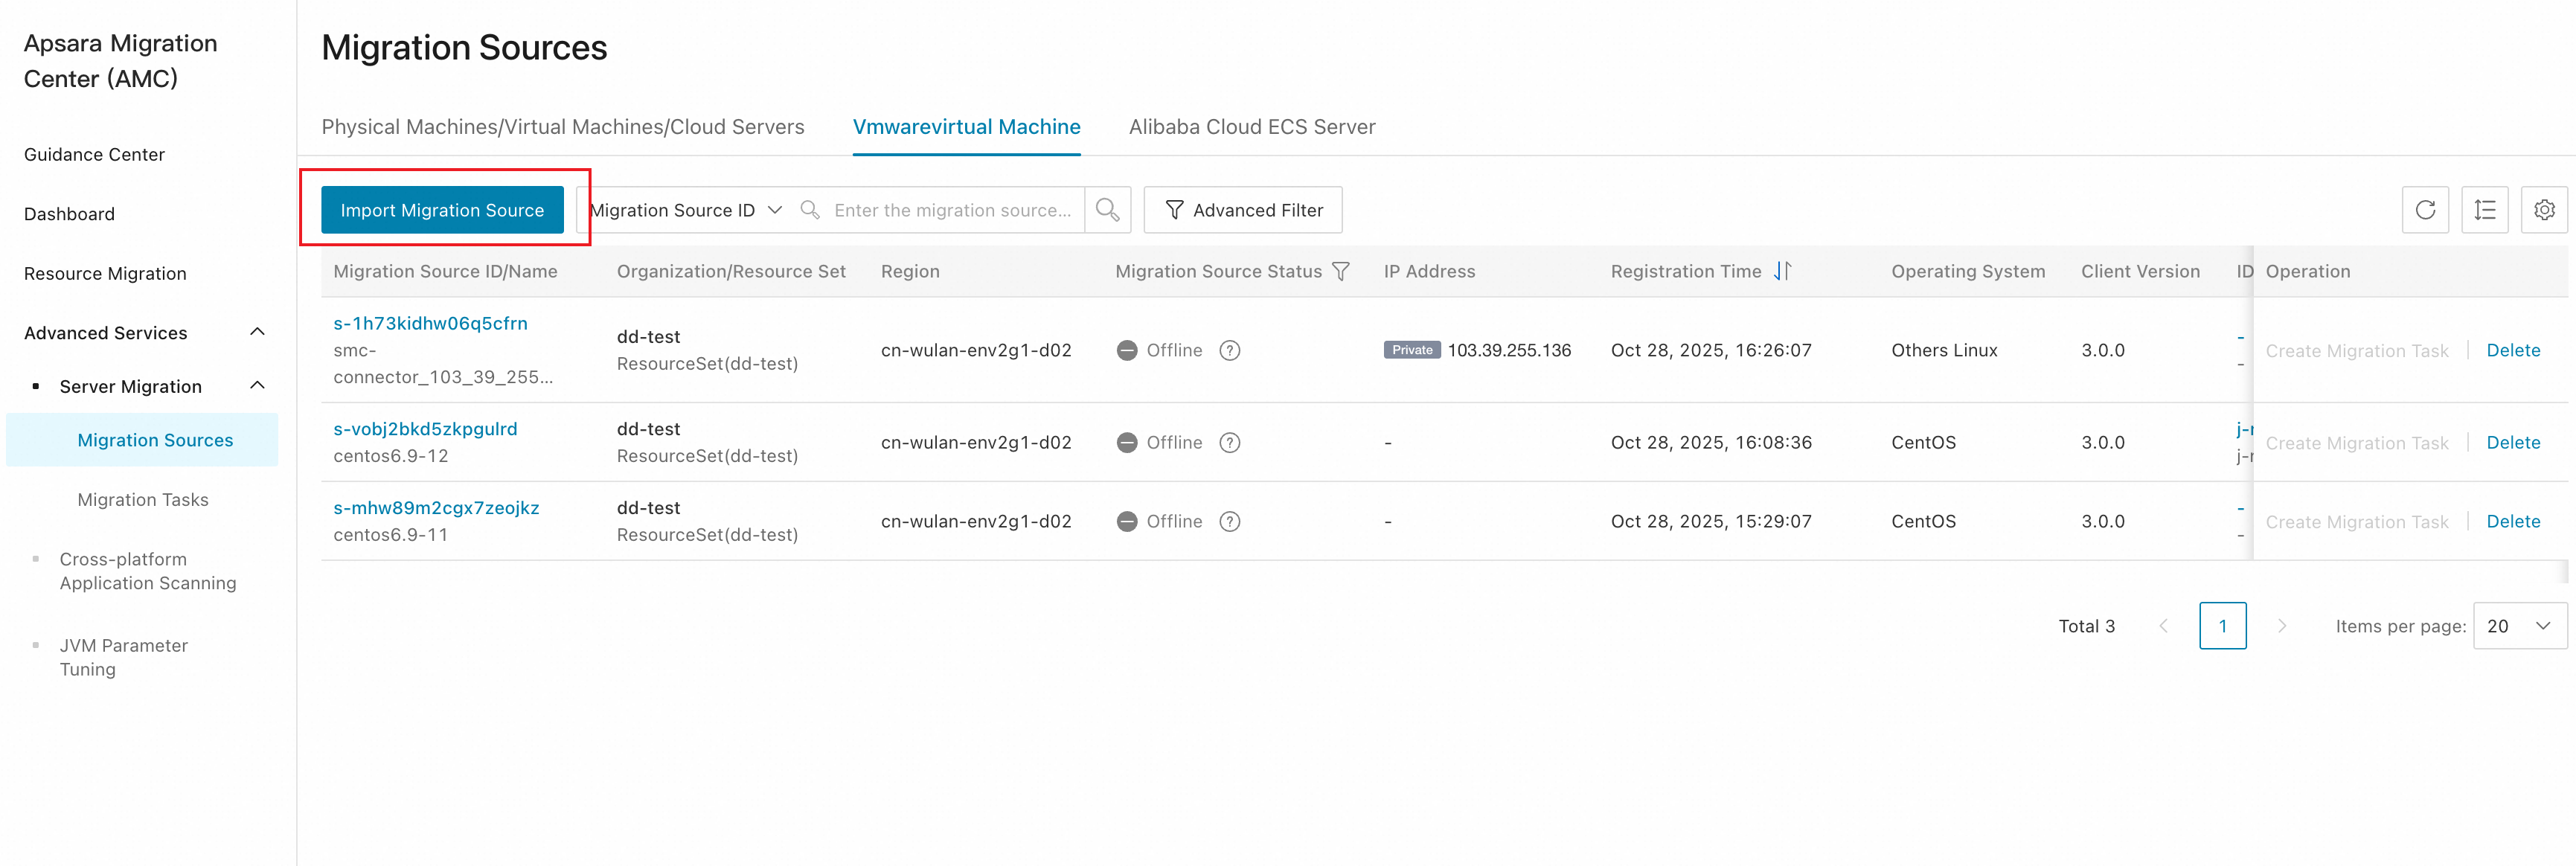 Apsara Migration
Center (AMC)
Guidance Center
Dashboard
Resource Migration
Advanced Services
Server Migration
Migration Sources
Migration Tasks
Cross-platform
Application Scanning
JVM Parameter
Tuning
Migration Sources
Physical Machines/Virtual Machines/Cloud Servers
Vmwarevirtual Machine
Alibaba Cloud ECS Server
Import Migration Source
Migration Source ID
Enter the migration source...
Advanced Filter
Migration Source ID/Name
Organization/Resource Set
Region
Migration Source Status
IP Address
Registration Time
Operating System
Client Version
ID
Operation
s-1h73kidhw06q5cfrn
smc-
connector_103_39_255...
dd-test
ResourceSet(dd-test)
cn-wulan-env2g1-d02
Offline
Private 103.39.255.136
Oct 28, 2025, 16:26:07
Others Linux
3.0.0
-
-
Create Migration Task
Delete
s-vobj2bkd5zkpgulrd
centos6.9-12
dd-test
ResourceSet(dd-test)
cn-wulan-env2g1-d02
Offline
-
Oct 28, 2025, 16:08:36
CentOS
3.0.0
Create Migration Task
Delete
s-mhw89m2cgx7zeojkz
centos6.9-11
dd-test
ResourceSet(dd-test)
cn-wulan-env2g1-d02
Offline
-
Oct 28, 2025, 15:29:07
CentOS
3.0.0
-
-
Create Migration Task
Delete
Total 3
1
Items per page: 20